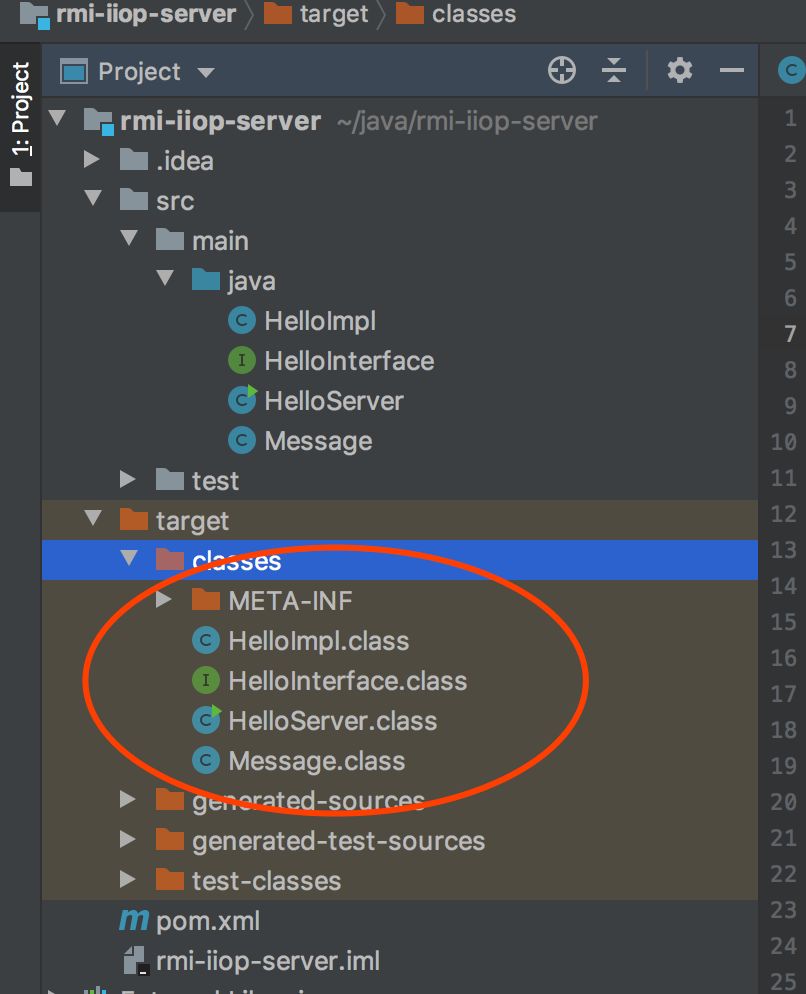 rmi-iiop-server target classes
1: Project
Project
rmi-iiop-server ~/java/rmi-iiop-server
.idea
src
main
java
HelloImpl
HelloInterface
HelloServer
Message
test
target
classes
META-INF
HelloImpl.class
HelloInterface.class
HelloServer.class
Message.class
generated-sources
generated-test-sources
test-classes
pom.xml
rmi-iiop-server.iml
1
2
3
4
5
6
7
8
9
10
11
12
13
14
15
16
17
18
19
20
21
22
23
24
25